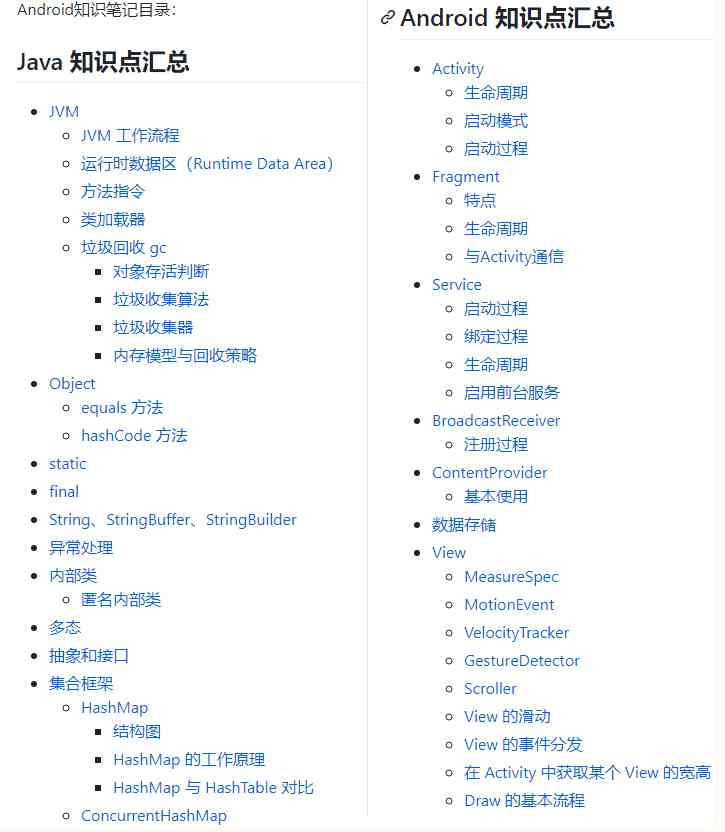 Android知识笔记目录：
Java 知识点汇总
JVM
JVM 工作流程
运行时数据区（Runtime Data Area）
方法指令
类加载器
垃圾回收 gc
对象存活判断
垃圾收集算法
垃圾收集器
内存模型与回收策略
Object
equals 方法
hashCode 方法
static
final
String、StringBuffer、StringBuilder
异常处理
内部类
匿名内部类
多态
抽象和接口
集合框架
HashMap
结构图
HashMap 的工作原理
HashMap 与 HashTable 对比
ConcurrentHashMap
Android 知识点汇总
Activity
生命周期
启动模式
启动过程
Fragment
特点
生命周期
与Activity通信
Service
启动过程
绑定过程
生命周期
启用前台服务
BroadcastReceiver
注册过程
ContentProvider
基本使用
数据存储
View
MeasureSpec
MotionEvent
VelocityTracker
GestureDetector
Scroller
View 的滑动
View 的事件分发
在 Activity 中获取某个 View 的宽高
Draw 的基本流程